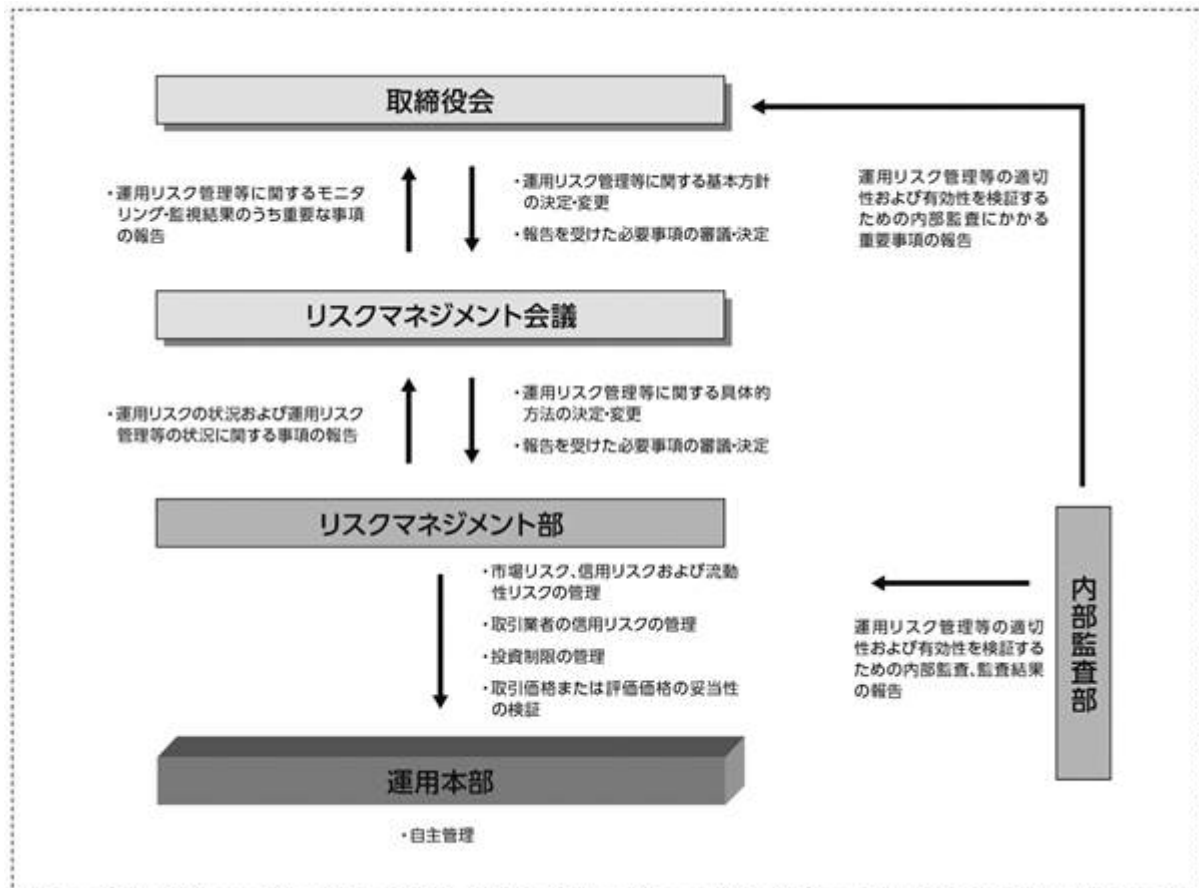 取締役会
・運用リスク管理等に関するモニタ
リング・監視結果のうち重要な事項
の報告
・運用リスク管理等に関する基本方針
の決定・変更
・報告を受けた必要事項の審議・決定
運用リスク管理等の適切
性および有効性を検証す
るための内部監査にかかる
重要事項の報告
リスクマネジメント会議
・運用リスクの状況および運用リスク
管理等の状況に関する事項の報告
・運用リスク管理等に関する具体的
方法の決定・変更
・報告を受けた必要事項の審議・決定
リスクマネジメント部
・市場リスク、信用リスクおよび流動
性リスクの管理
・取引業者の信用リスクの管理
・投資制限の管理
・取引価格または評価価格の妥当性
の検証
運用リスク管理等の適切
性および有効性を検証する
ための内部監査、監査結果
の報告
内部監査部
運用本部
・自主管理